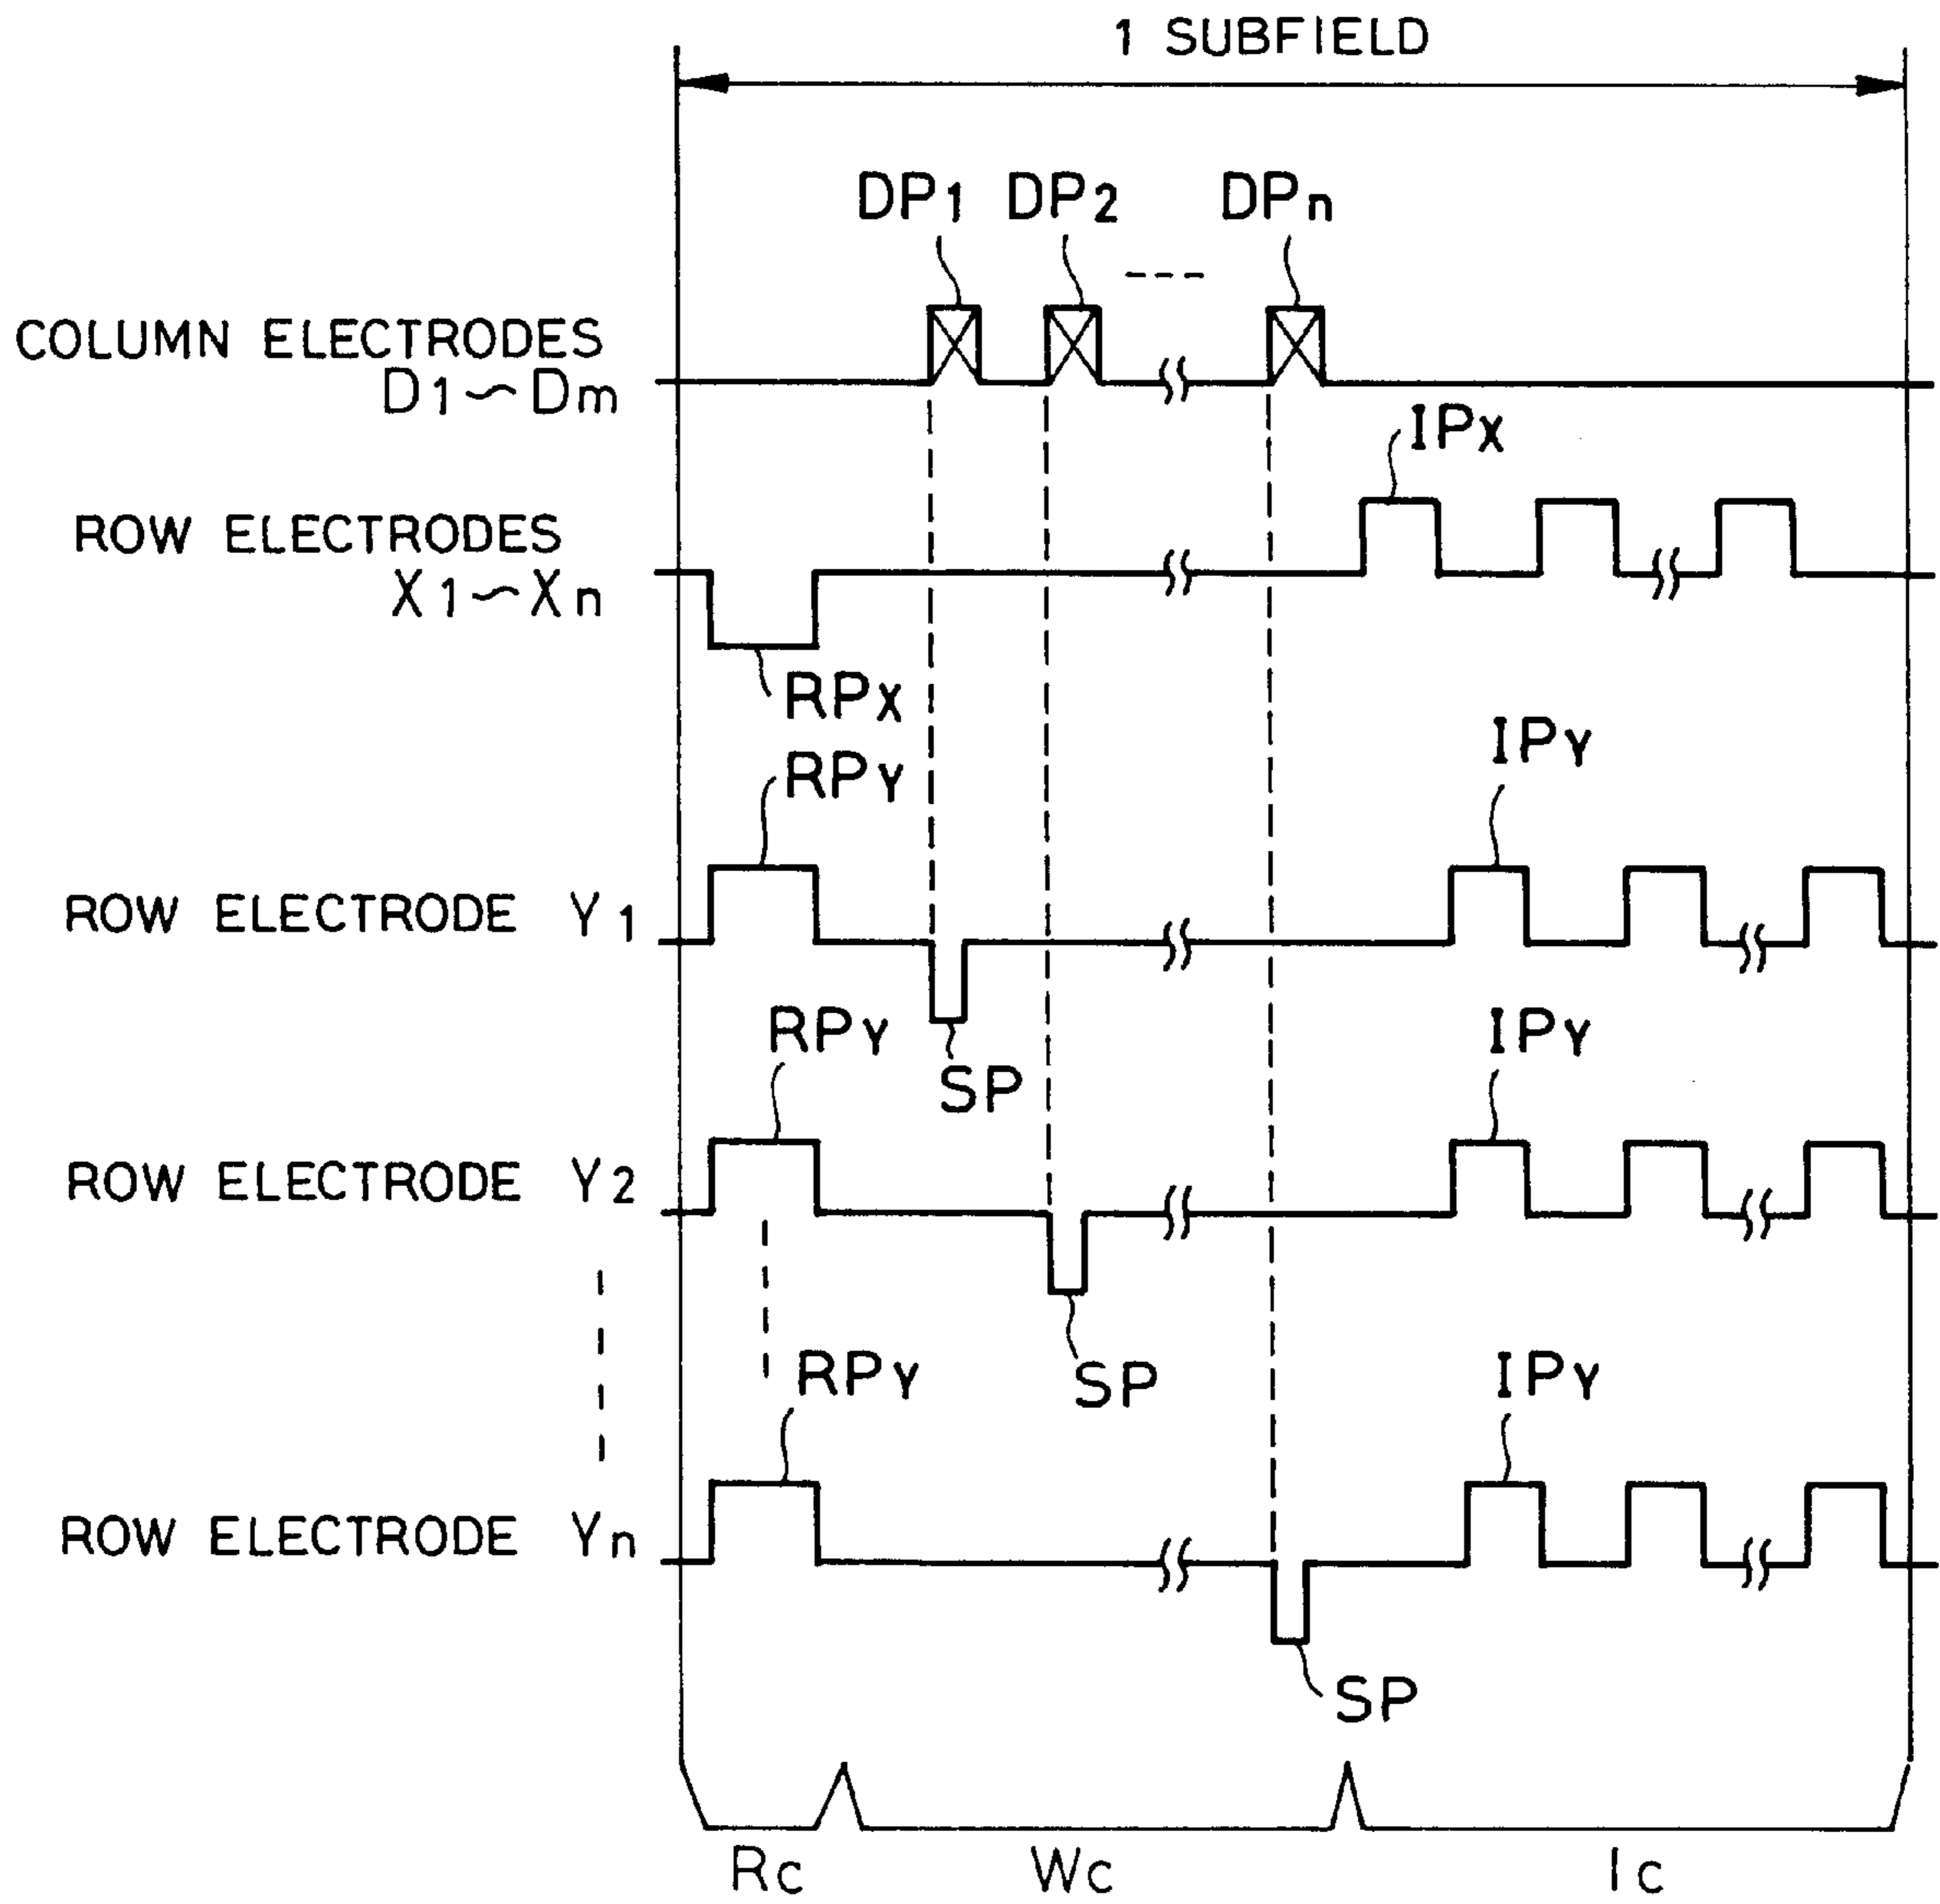 1 SUBFIELD
DP1 DP2 DPn
COLUMN ELECTRODES
D1~Dm
IPX
ROW ELECTRODES
X1~Xn
RPX
IPY
RPY
ROW ELECTRODE Y1
RPY
IPY
SP
ROW ELECTRODE Y2
RPY
SP
IPY
ROW ELECTRODE Yn
SP
Rc Wc Ic